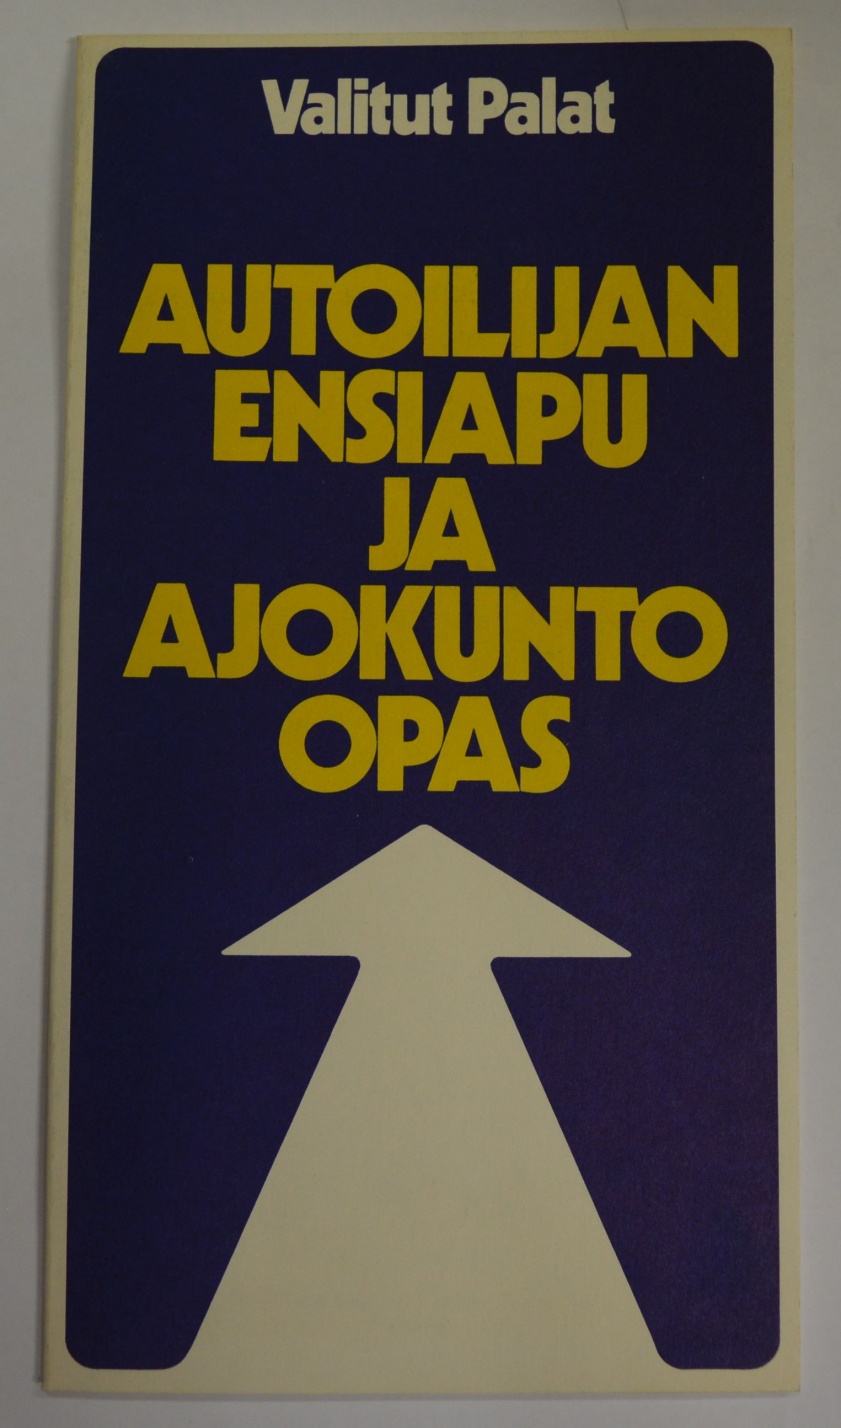 Valitut Palat
AUTOILIJAN
ENSIAPU
JA
AJOKUNTO
OPAS